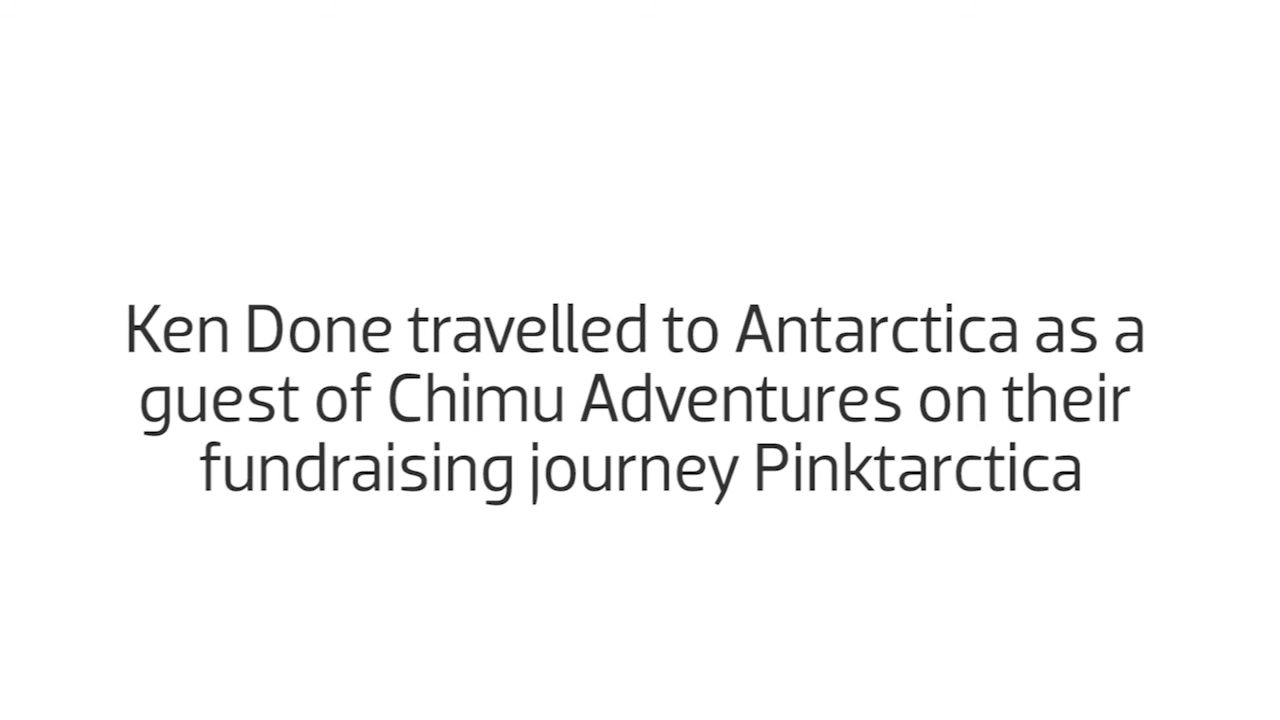 Ken Done travelled to Antarctica as a
guest of Chimu Adventures on their
fundraising journey Pinktarctica